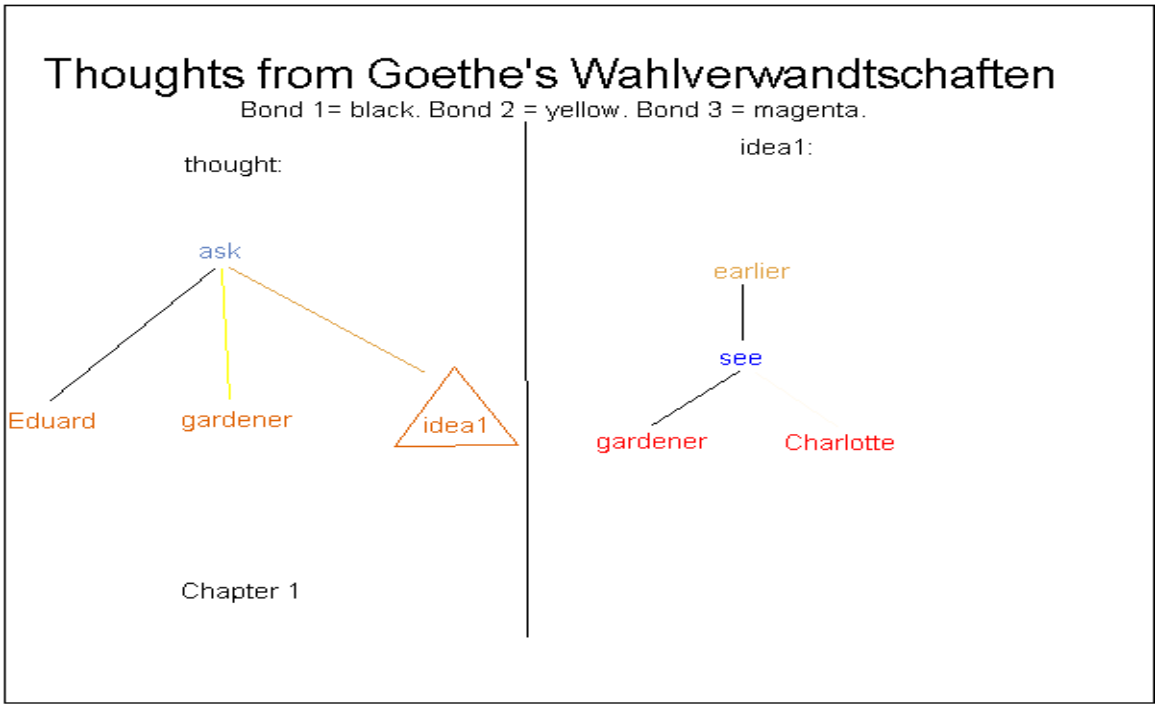 Thoughts from Goethe's Wahlverwandtschaften
Bond 1= black. Bond 2 = yellow. Bond 3 = magenta.
thought:
ask
Eduard
gardener
idea1
Chapter 1
idea1:
earlier
see
gardener
Charlotte